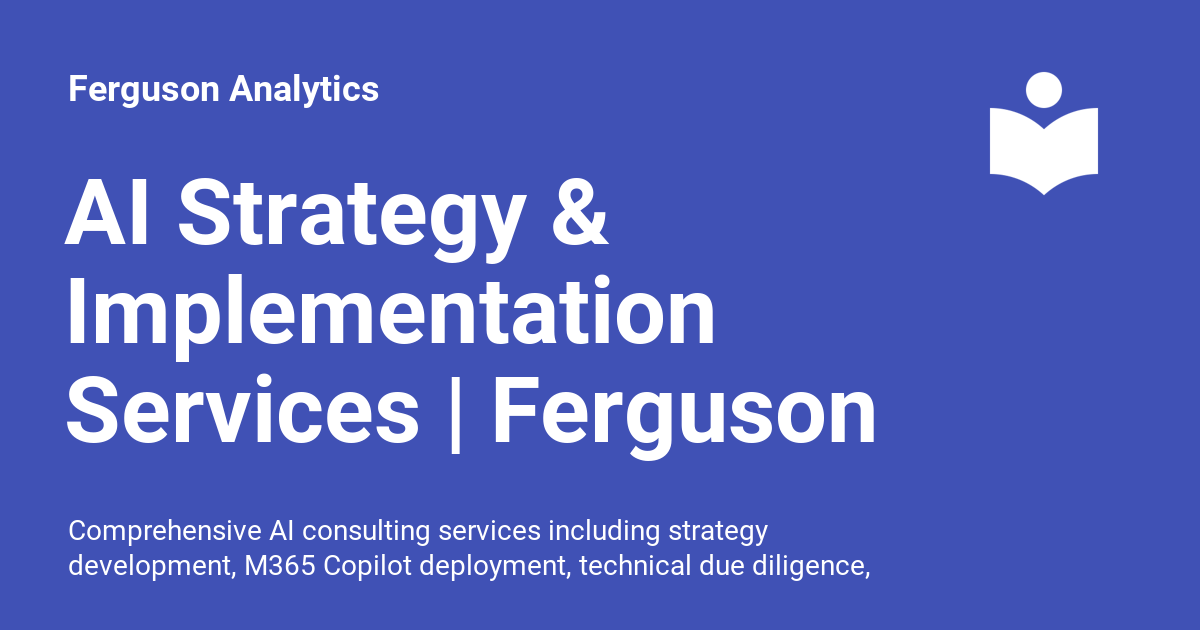 Ferguson Analytics
AI Strategy &
Implementation
Services | Ferguson
Comprehensive AI consulting services including strategy
development, M365 Copilot deployment, technical due diligence,